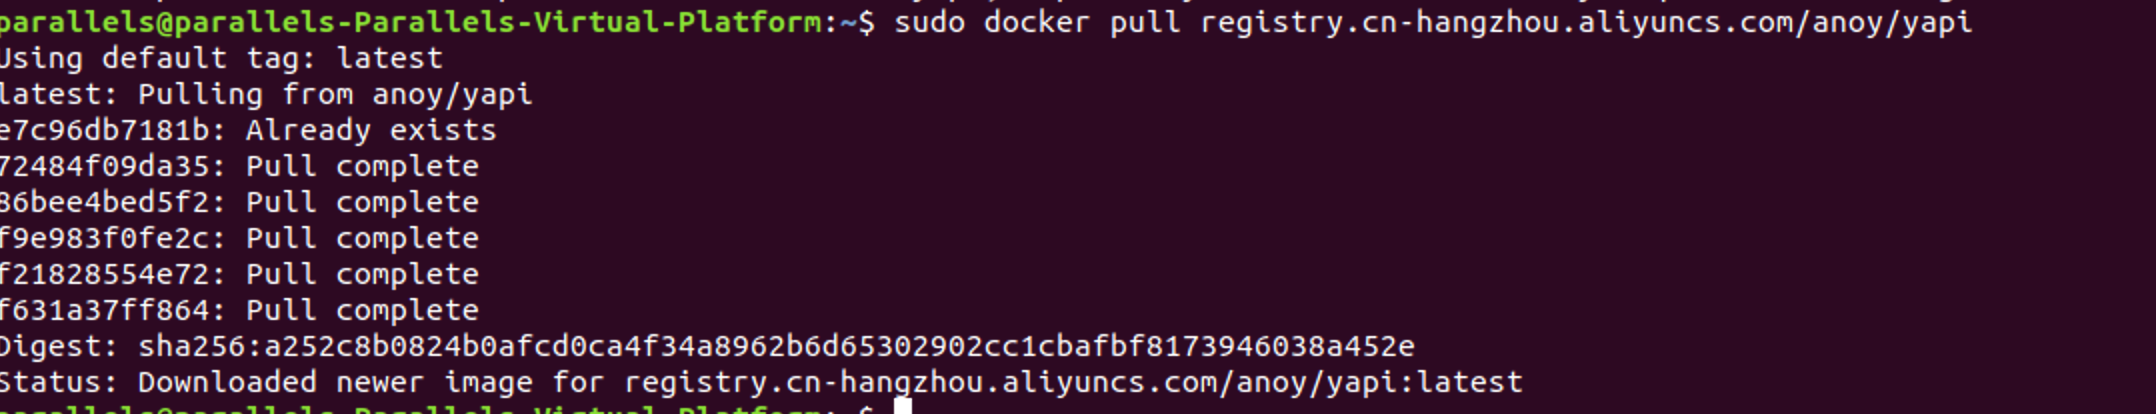 parallels@parallels-Parallels-Virtual-Platform:~$ sudo docker pull registry.cn-hangzhou.aliyuncs.com/anoy/yapi
Using default tag: latest
latest: Pulling from anoy/yapi
e7c96db7181b: Already exists
72484f09da35: Pull complete
86bee4bed5f2: Pull complete
f9e983f0fe2c: Pull complete
f21828554e72: Pull complete
f631a37ff864: Pull complete
Digest: sha256:a252c8b0824b0afcd0ca4f34a8962b6d65302902cc1cbafbf8173946038a452e
Status: Downloaded newer image for registry.cn-hangzhou.aliyuncs.com/anoy/yapi:latest